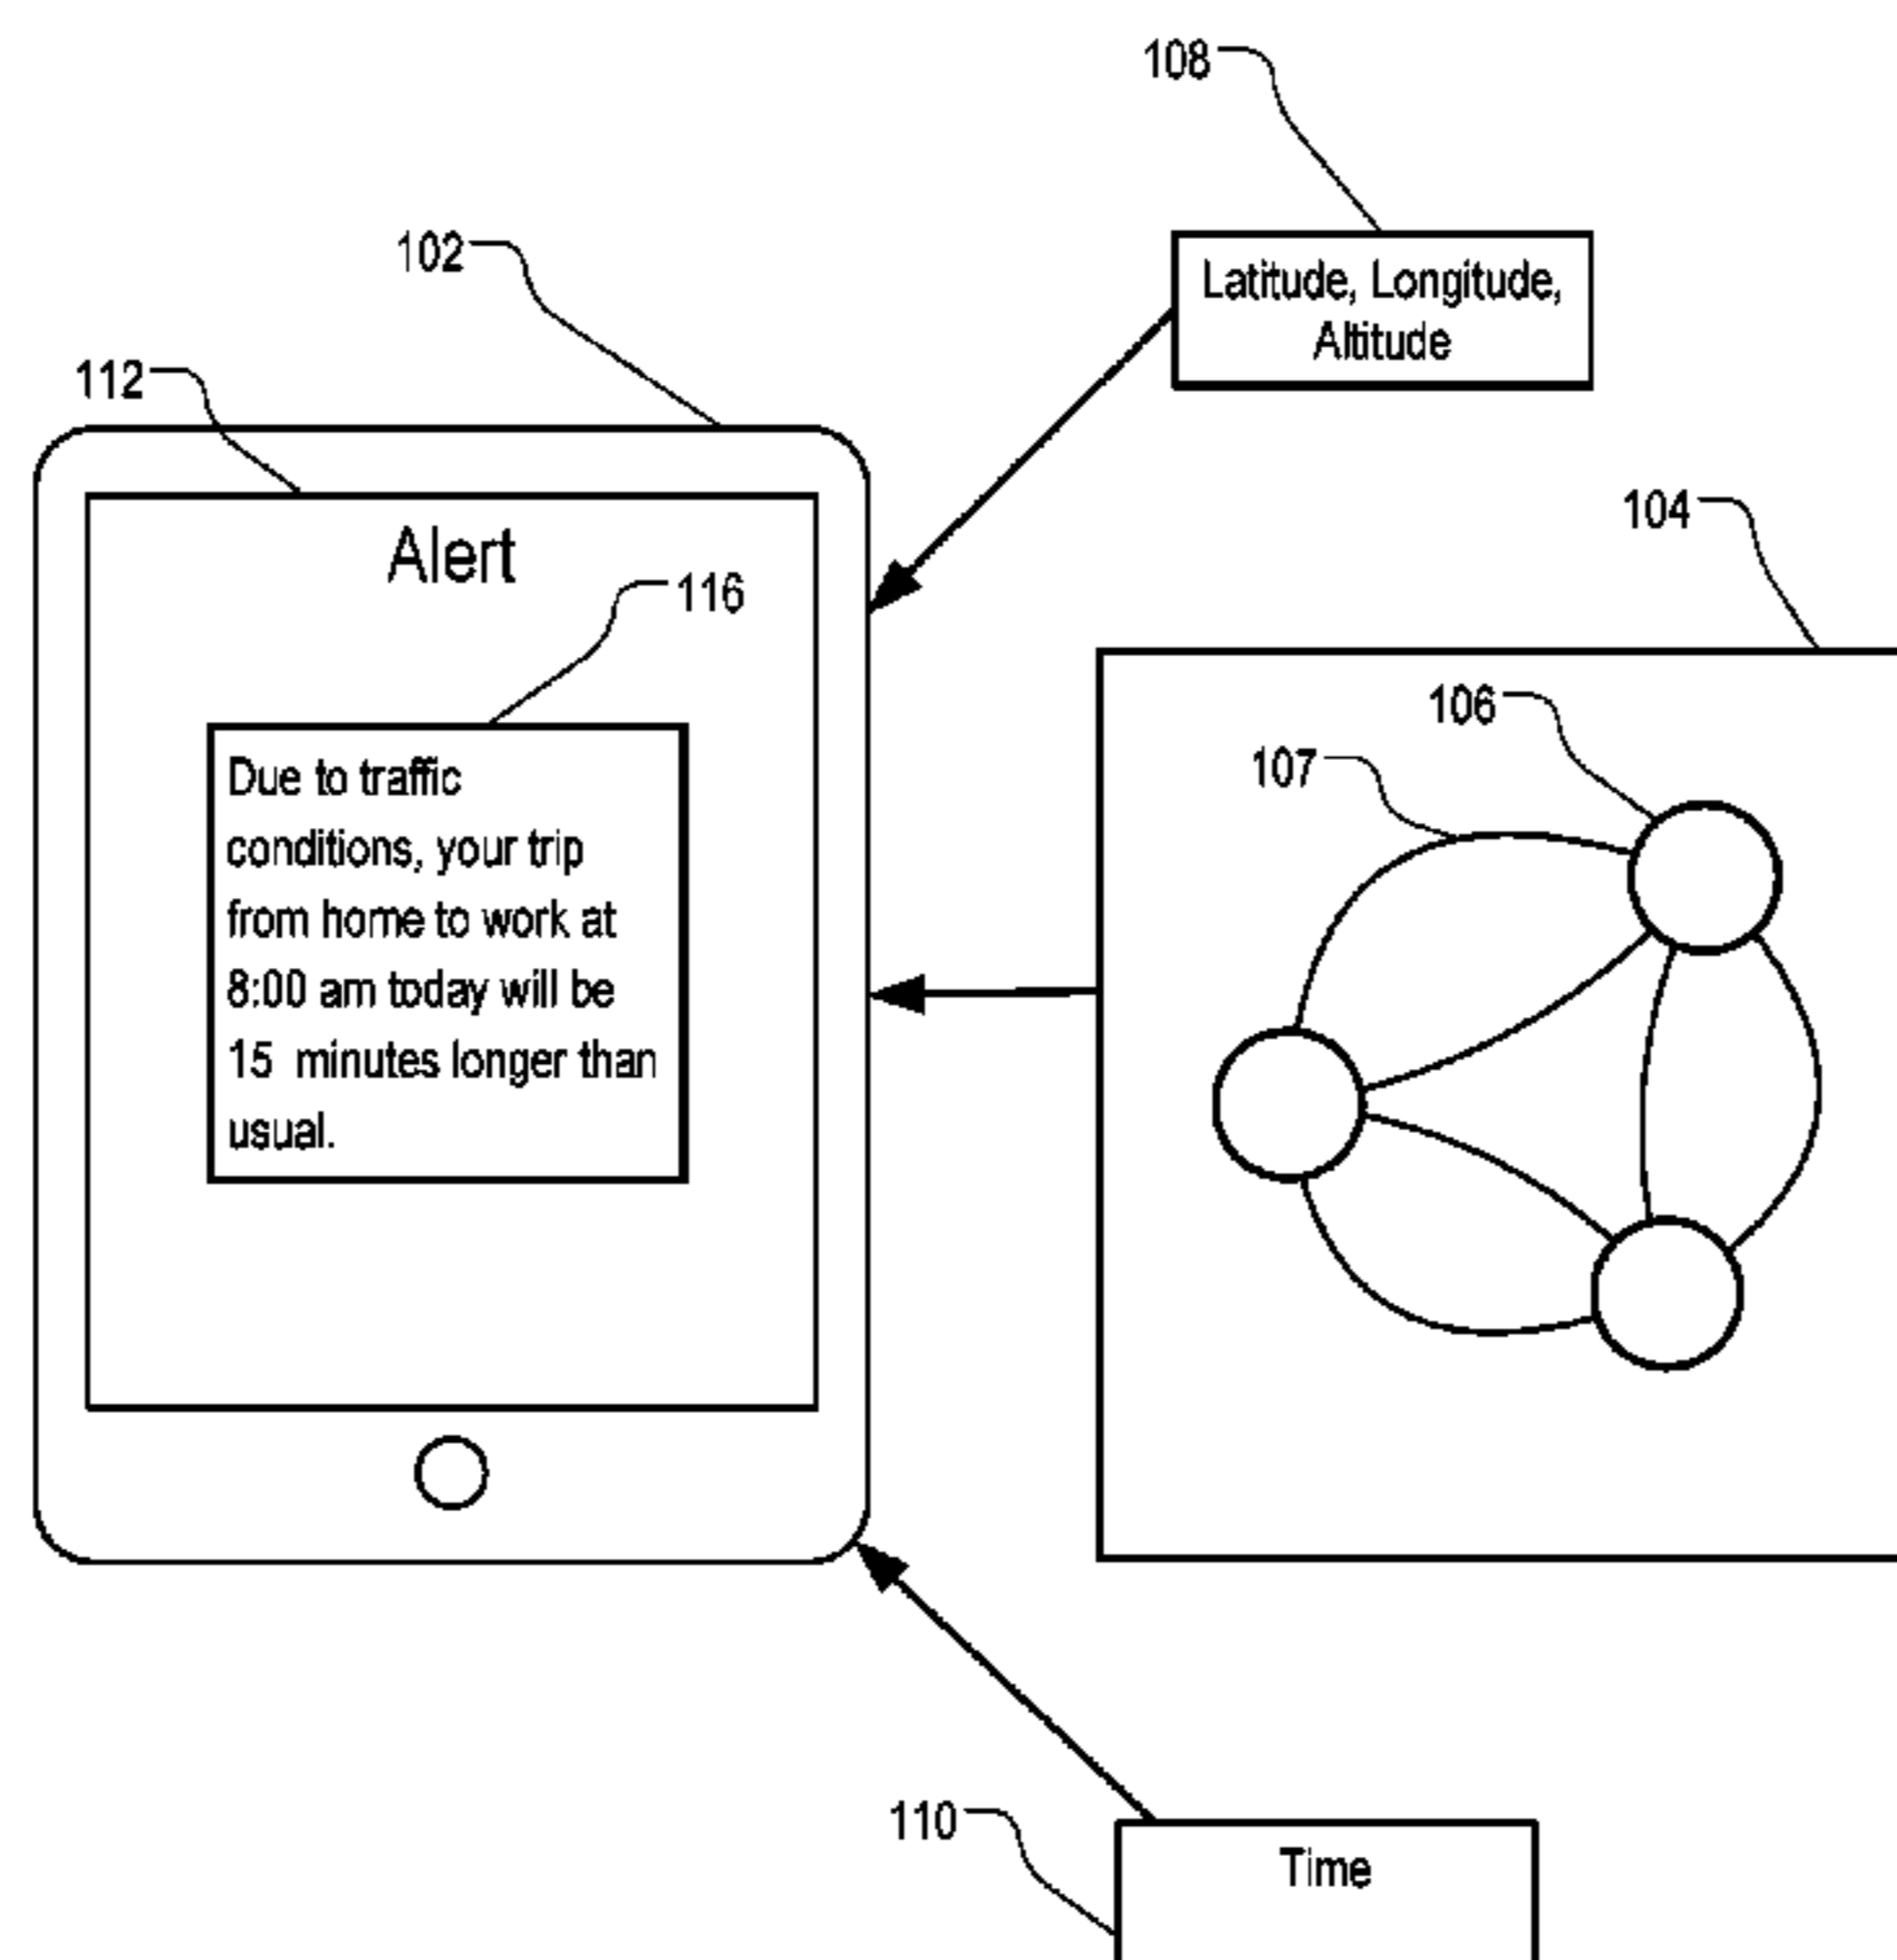 108
Latitude, Longitude,
Altitude
102
112
Alert
116
Due to traffic
conditions, your trip
from home to work at
8:00 am today will be
15 minutes longer than
usual.
104
106
107
110
Time